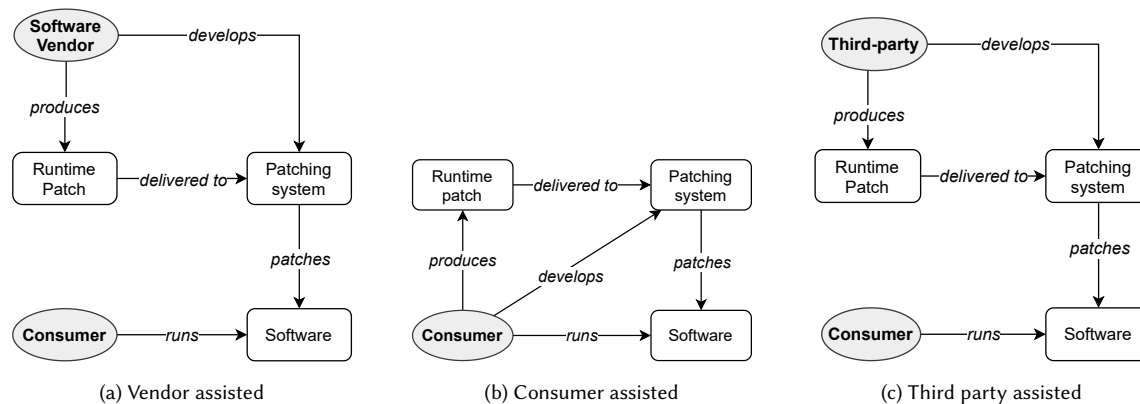 Software
Vendor
develops
produces
Runtime
Patch
delivered to
Patching
system
patches
Consumer
runs
Software
(a) Vendor assisted
Runtime
patch
delivered to
Patching
system
produces
develops
patches
Consumer
runs
Software
(b) Consumer assisted
Third-party
develops
produces
Runtime
Patch
delivered to
Patching
system
patches
Consumer
runs
Software
(c) Third party assisted